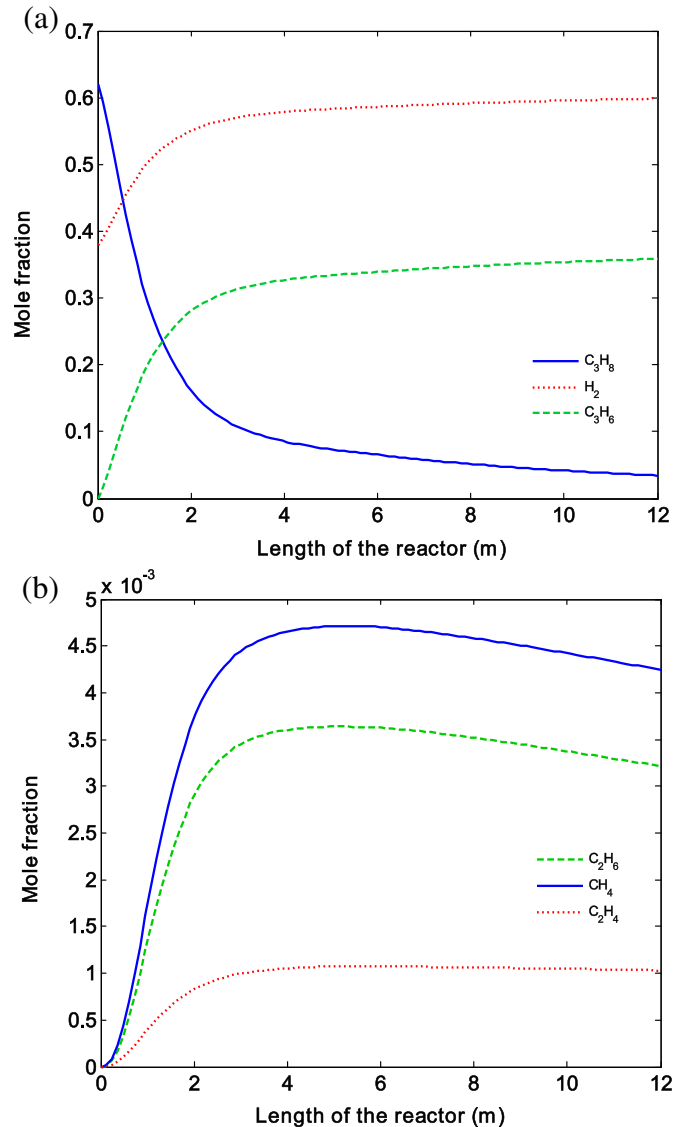 (a)
0.7
0.6
0.5
0.4
0.3
0.2
0.1
0
Mole fraction
C3H8
H2
C3H6
0 2 4 6 8 10 12
Length of the reactor (m)
(b)
x 10-3
5
4.5
4
3.5
3
2.5
2
1.5
1
0.5
0
Mole fraction
C2H6
CH4
C2H4
0 2 4 6 8 10 12
Length of the reactor (m)